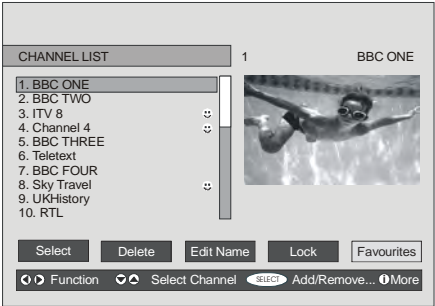 CHANNEL LIST
1 BBC ONE
1. BBC ONE
2. BBC TWO
3. ITV 8
4. Channel 4
5. BBC THREE
6. Teletext
7. BBC FOUR
8. Sky Travel
9. UKHistory
10. RTL
Select Delete Edit Name Lock Favourites
Function Select Channel SELECT Add/Remove... i More